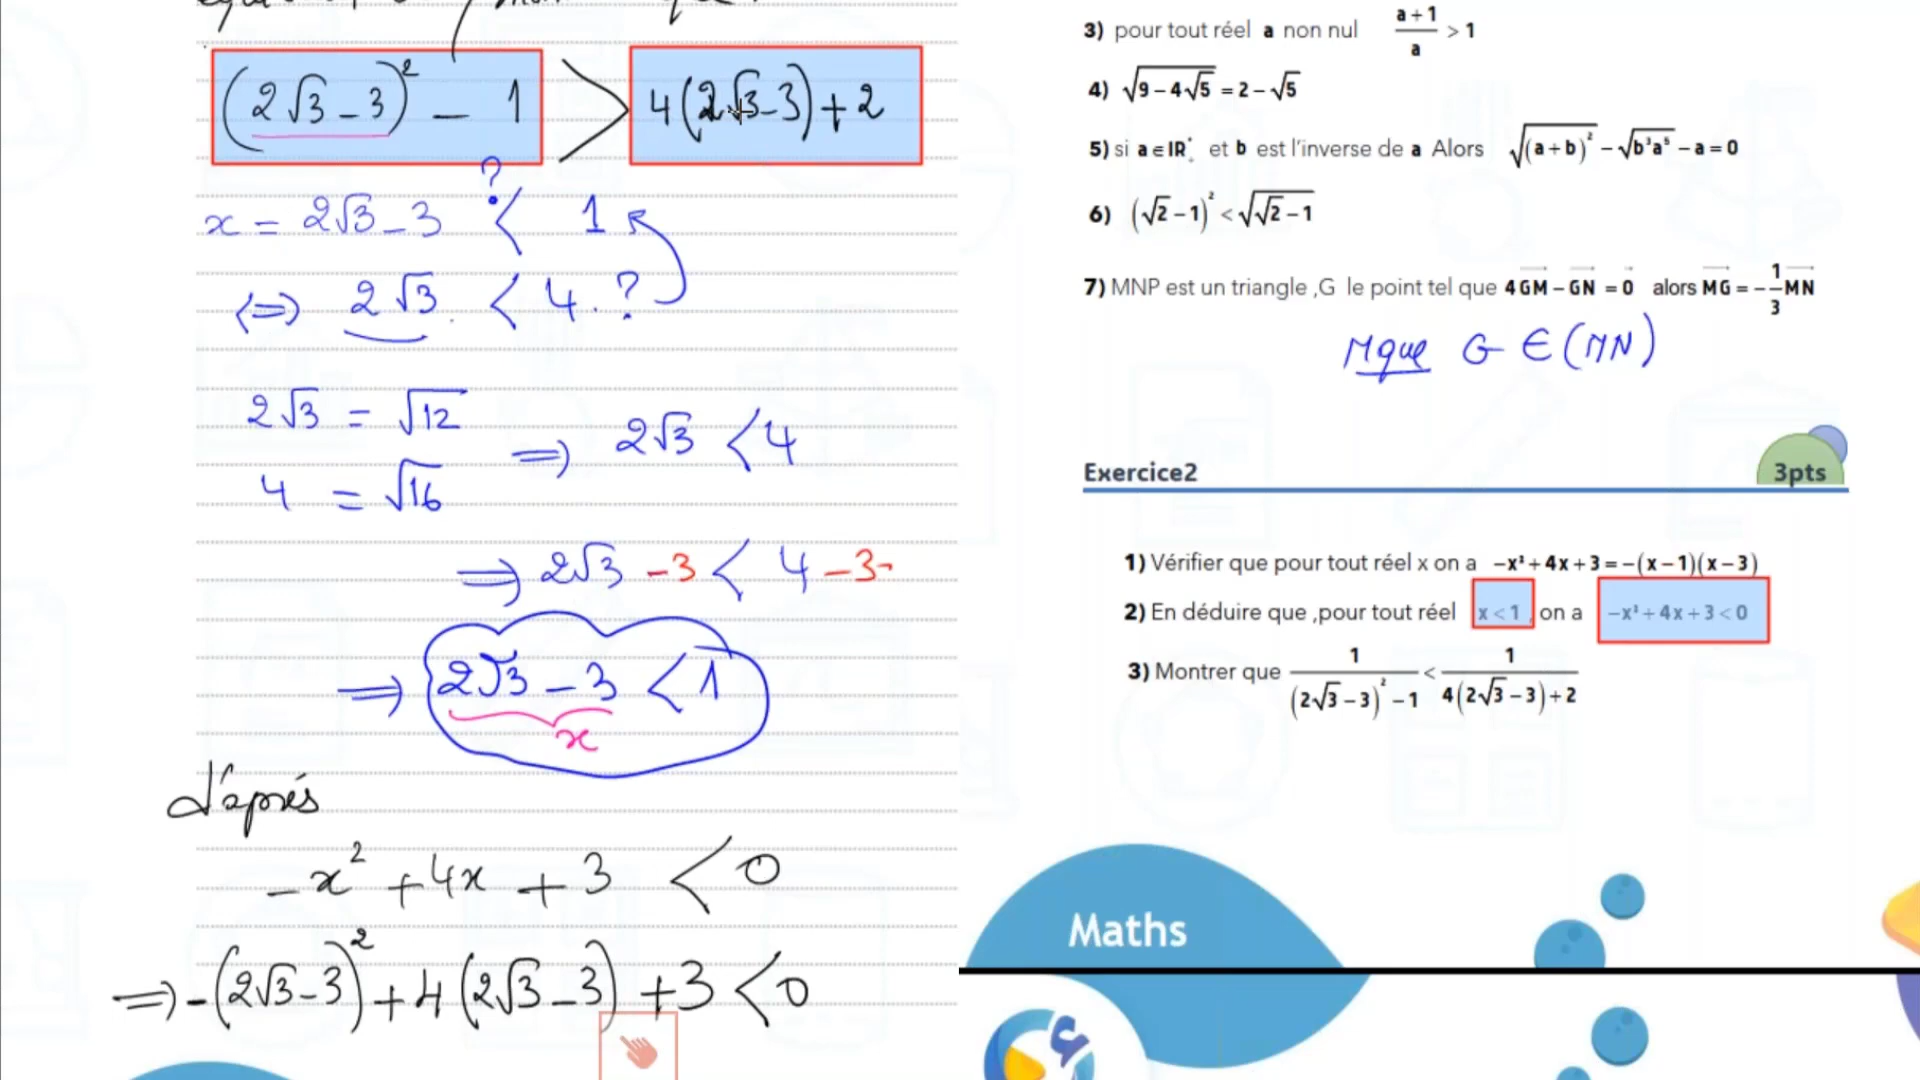 (2√3 − 3)² − 1 > 4(2√3 − 3) + 2
x = 2√3 − 3 ?< 1
⟺ 2√3 < 4 . ?
2√3 = √12
⟹ 2√3 < 4
4 = √16
⟹ 2√3 − 3 < 4 − 3
⟹ 2√3 − 3 < 1
x
d'aprés
−x² + 4x + 3 < 0
⟹ −(2√3 − 3)² + 4(2√3 − 3) + 3 < 0
3) pour tout réel a non nul (a+1)/a > 1
4) √(9 − 4√5) = 2 − √5
5) si a ∈ IR*₊ et b est l'inverse de a Alors √((a+b)²) − √(b³a⁵) − a = 0
6) (√2 − 1)² < √(√2 − 1)
7) MNP est un triangle ,G le point tel que 4GM⃗ − GN⃗ = 0⃗ alors MG⃗ = −1/3 MN⃗
Mque G ∈ (MN)
Exercice2 3pts
1) Vérifier que pour tout réel x on a −x² + 4x + 3 = −(x − 1)(x − 3)
2) En déduire que ,pour tout réel x < 1 , on a −x² + 4x + 3 < 0
3) Montrer que 1/((2√3 − 3)² − 1) < 1/(4(2√3 − 3) + 2)
Maths